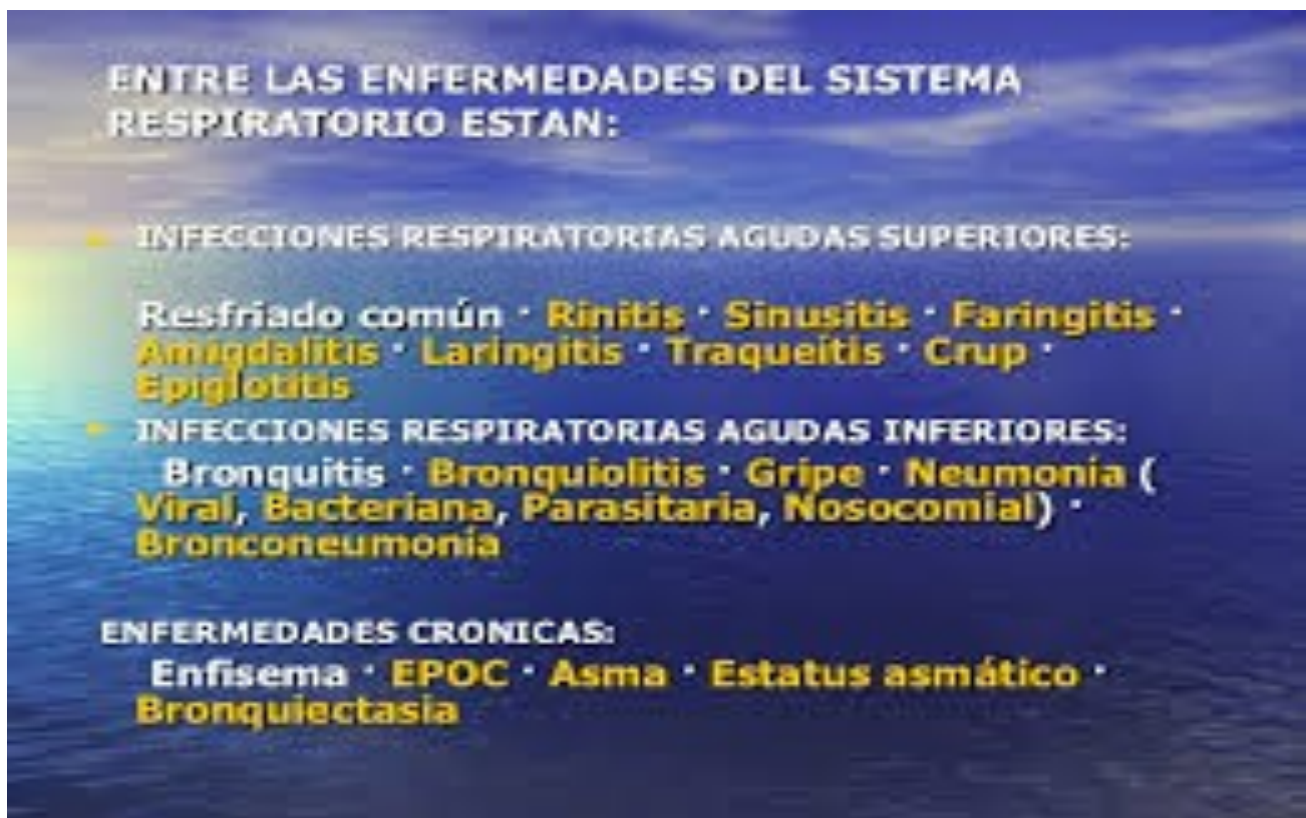 ENTRE LAS ENFERMEDADES DEL SISTEMA
RESPIRATORIO ESTAN:
INFECCIONES RESPIRATORIAS AGUDAS SUPERIORES:
Resfriado común · Rinitis · Sinusitis · Faringitis ·
Amigdalitis · Laringitis · Traqueitis · Crup ·
Epiglotitis
INFECCIONES RESPIRATORIAS AGUDAS INFERIORES:
Bronquitis · Bronquiolitis · Gripe · Neumonía (
Viral, Bacteriana, Parasitaria, Nosocomial) ·
Bronconeumonía
ENFERMEDADES CRONICAS:
Enfisema · EPOC · Asma · Estatus asmático ·
Bronquiectasia